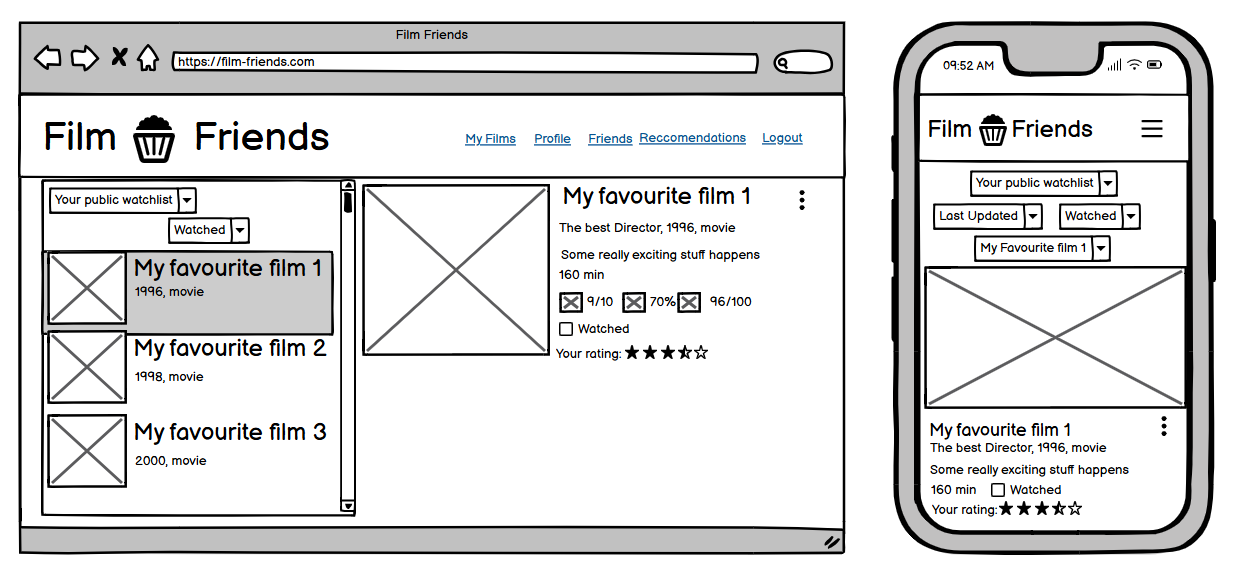 Film Friends
https://film-friends.com
Film Friends
My Films Profile Friends Reccomendations Logout
Your public watchlist
Watched
My favourite film 1
1996, movie
My favourite film 2
1998, movie
My favourite film 3
2000, movie
My favourite film 1
The best Director, 1996, movie
Some really exciting stuff happens
160 min
9/10 70% 96/100
Watched
Your rating:
09:52 AM
Film Friends
Your public watchlist
Last Updated Watched
My Favourite film 1
My favourite film 1
The best Director, 1996, movie
Some really exciting stuff happens
160 min Watched
Your rating: